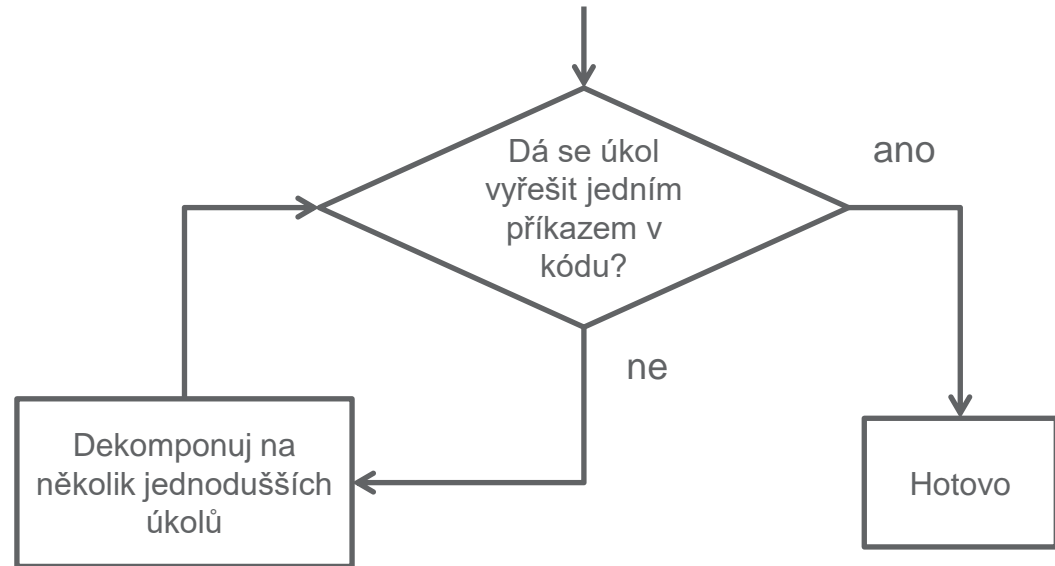 Dá se úkol
vyřešit jedním
příkazem v
kódu?
ano
ne
Dekomponuj na
několik jednodušších
úkolů
Hotovo